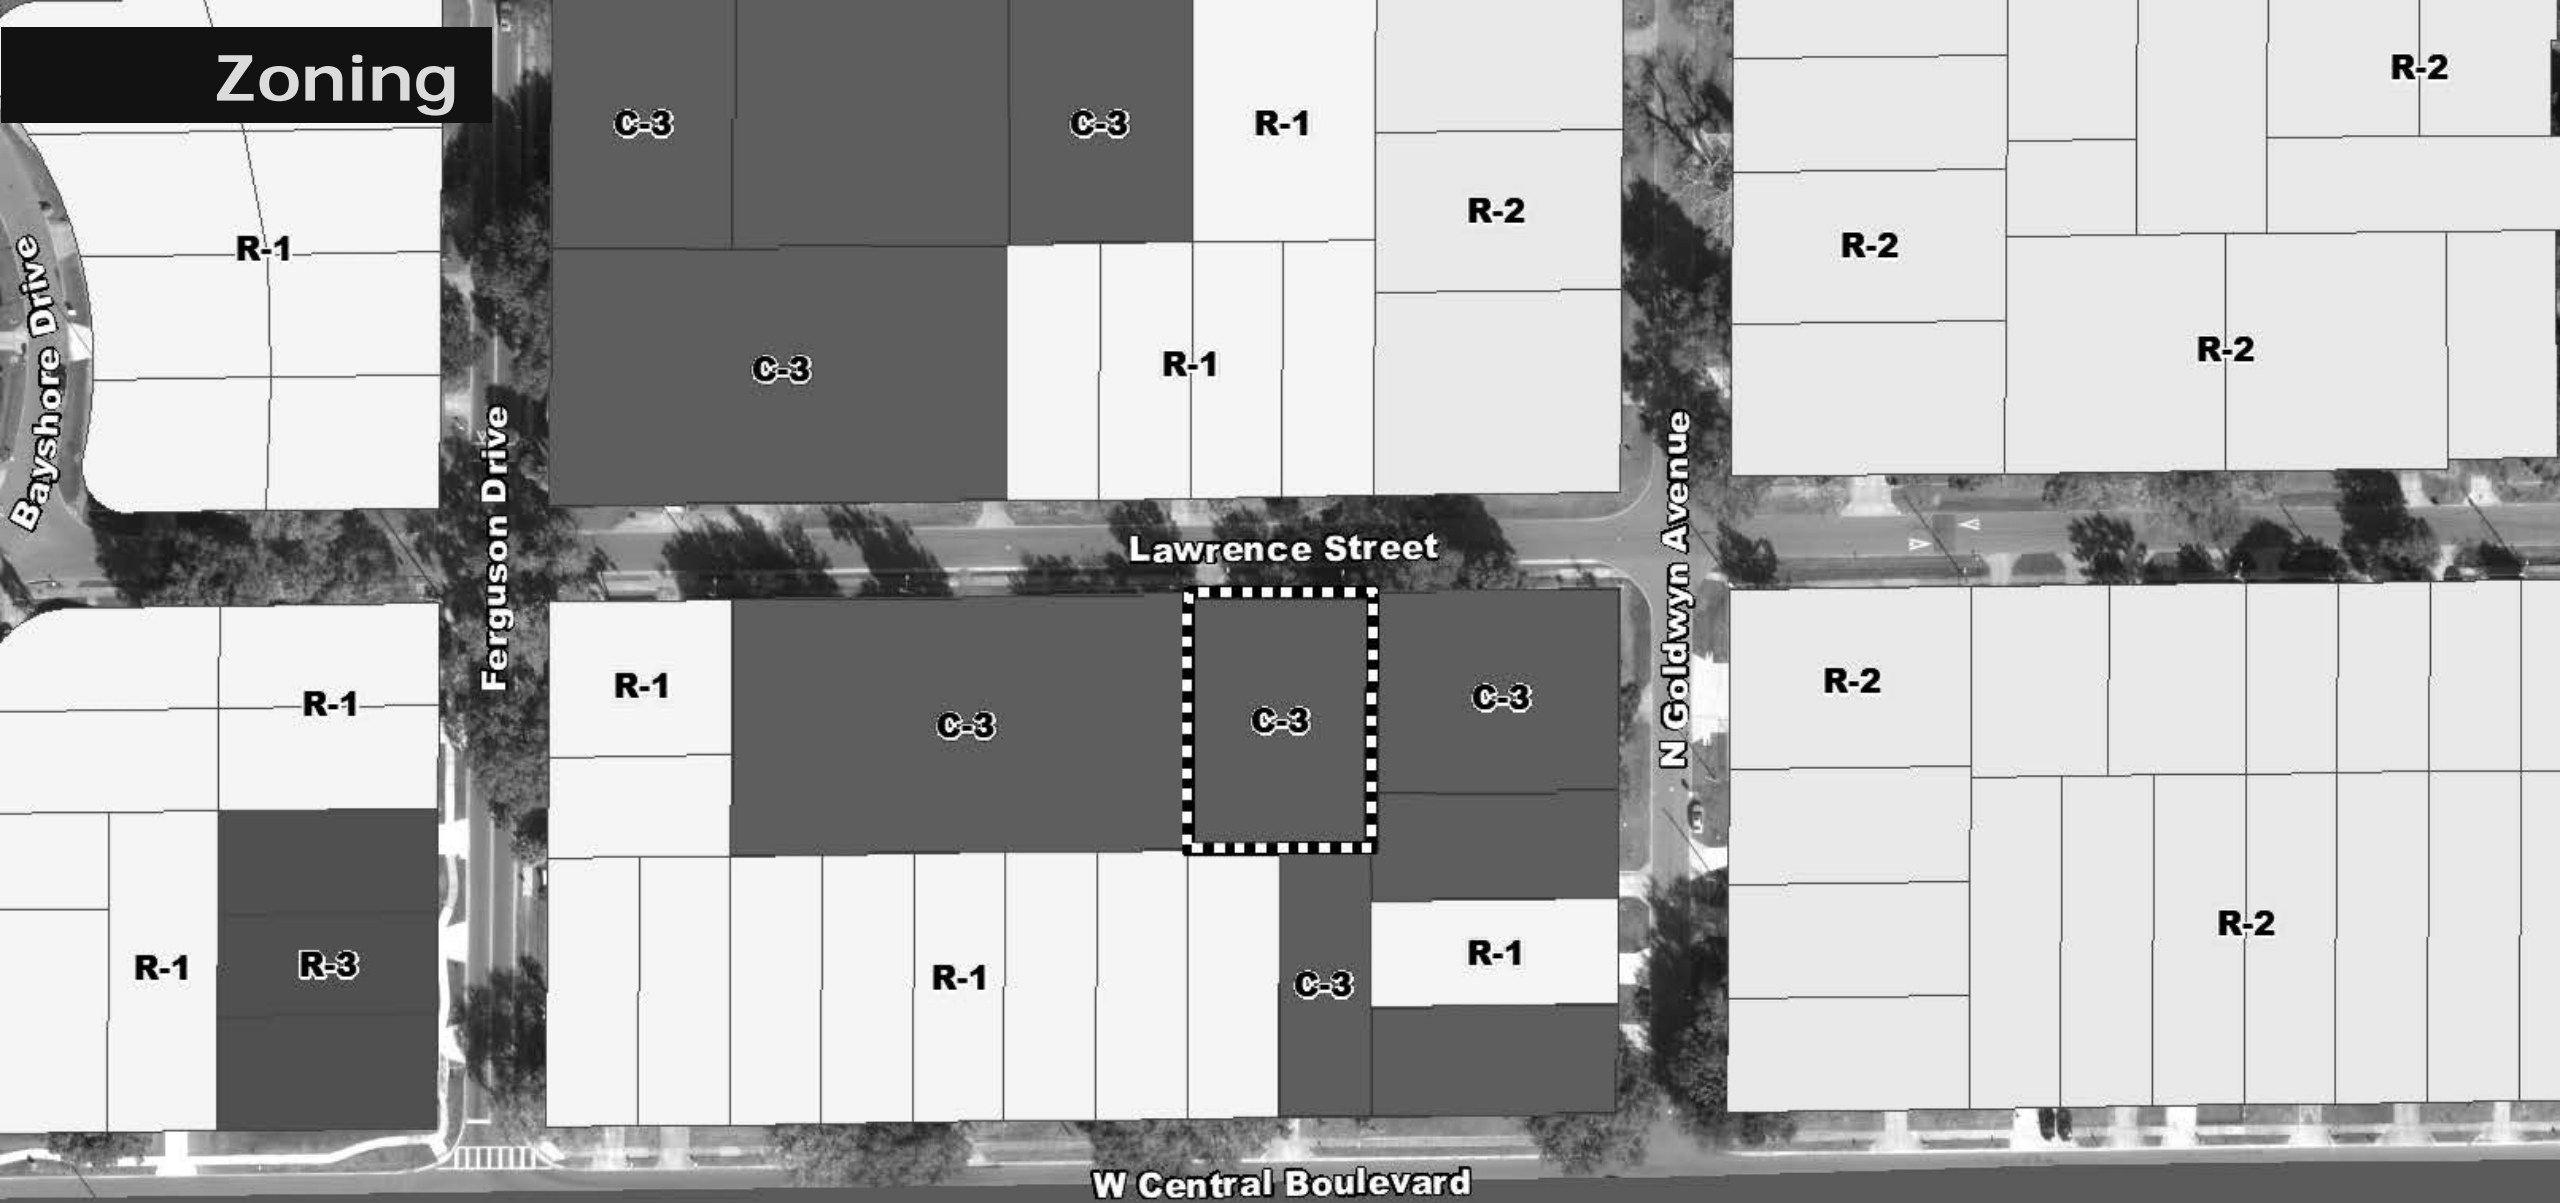 Zoning
R-2
C-3
C-3
R-1
R-2
R-2
R-1
R-2
C-3
R-1
Bayshore Drive
Ferguson Drive
N Goldwyn Avenue
Lawrence Street
R-1
R-1
C-3
C-3
C-3
R-2
R-1
R-3
R-1
C-3
R-1
R-2
W Central Boulevard